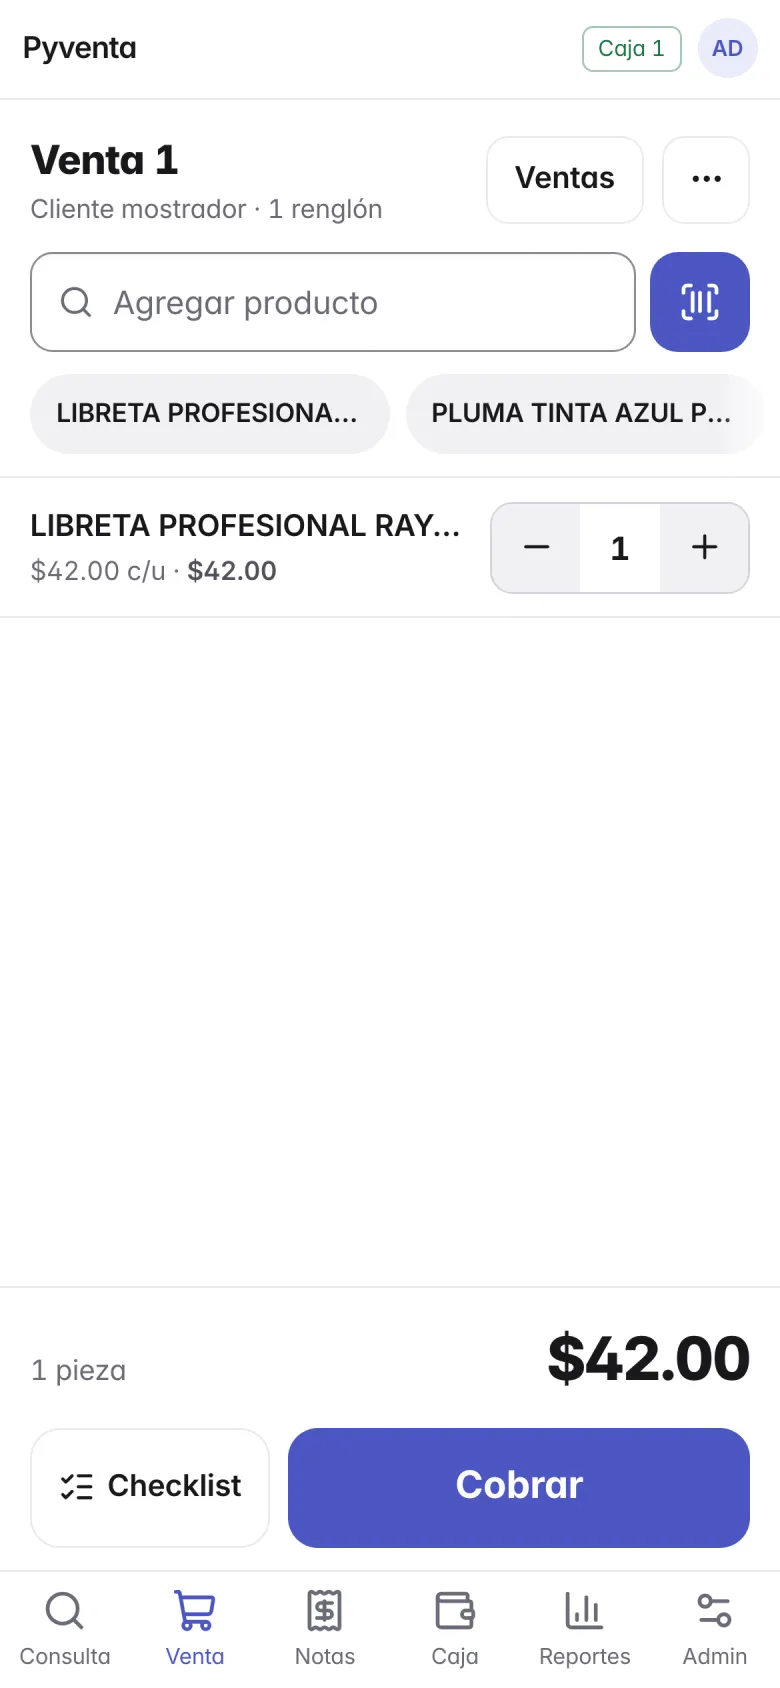 Pyventa
Caja 1
AD
Venta 1
Cliente mostrador · 1 renglón
Ventas
...
Agregar producto
LIBRETA PROFESIONA...
PLUMA TINTA AZUL P...
LIBRETA PROFESIONAL RAY...
$42.00 c/u · $42.00
− 1 +
1 pieza
$42.00
Checklist
Cobrar
Consulta
Venta
Notas
Caja
Reportes
Admin